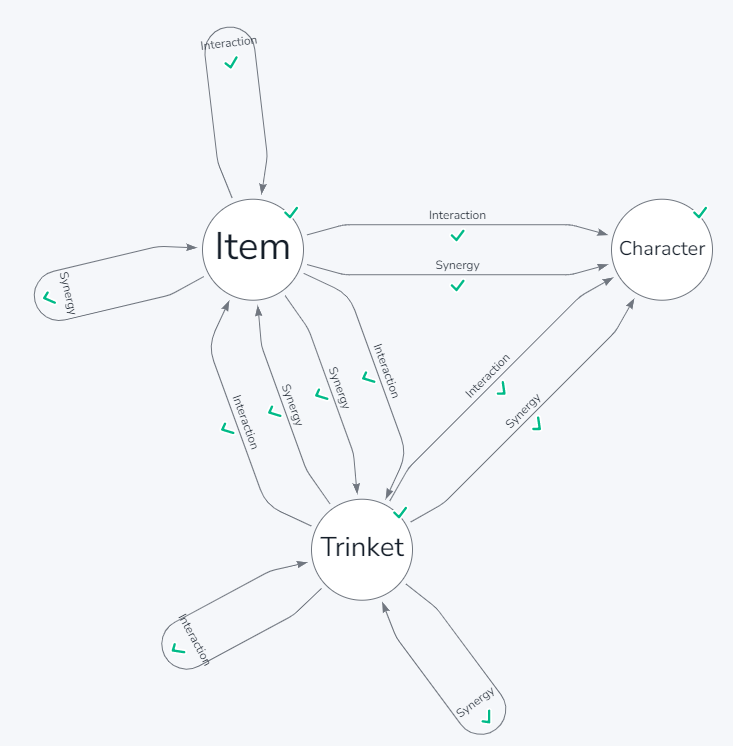 Interaction
Item
Interaction
Character
Synergy
Synergy
Interaction
Synergy
Synergy
Interaction
Interaction
Synergy
Trinket
Interaction
Synergy